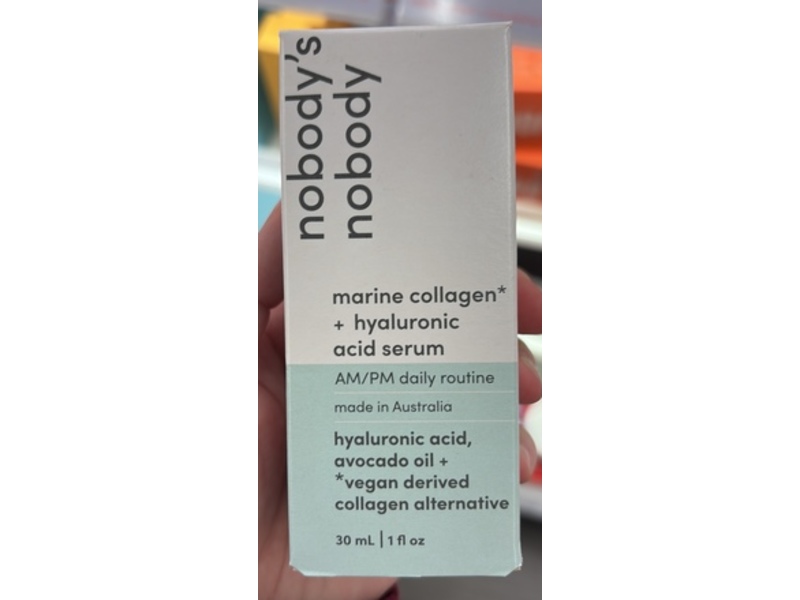 nobody's
nobody
marine collagen*
+ hyaluronic
acid serum
AM/PM daily routine
made in Australia
hyaluronic acid,
avocado oil +
*vegan derived
collagen alternative
30 mL | 1 fl oz